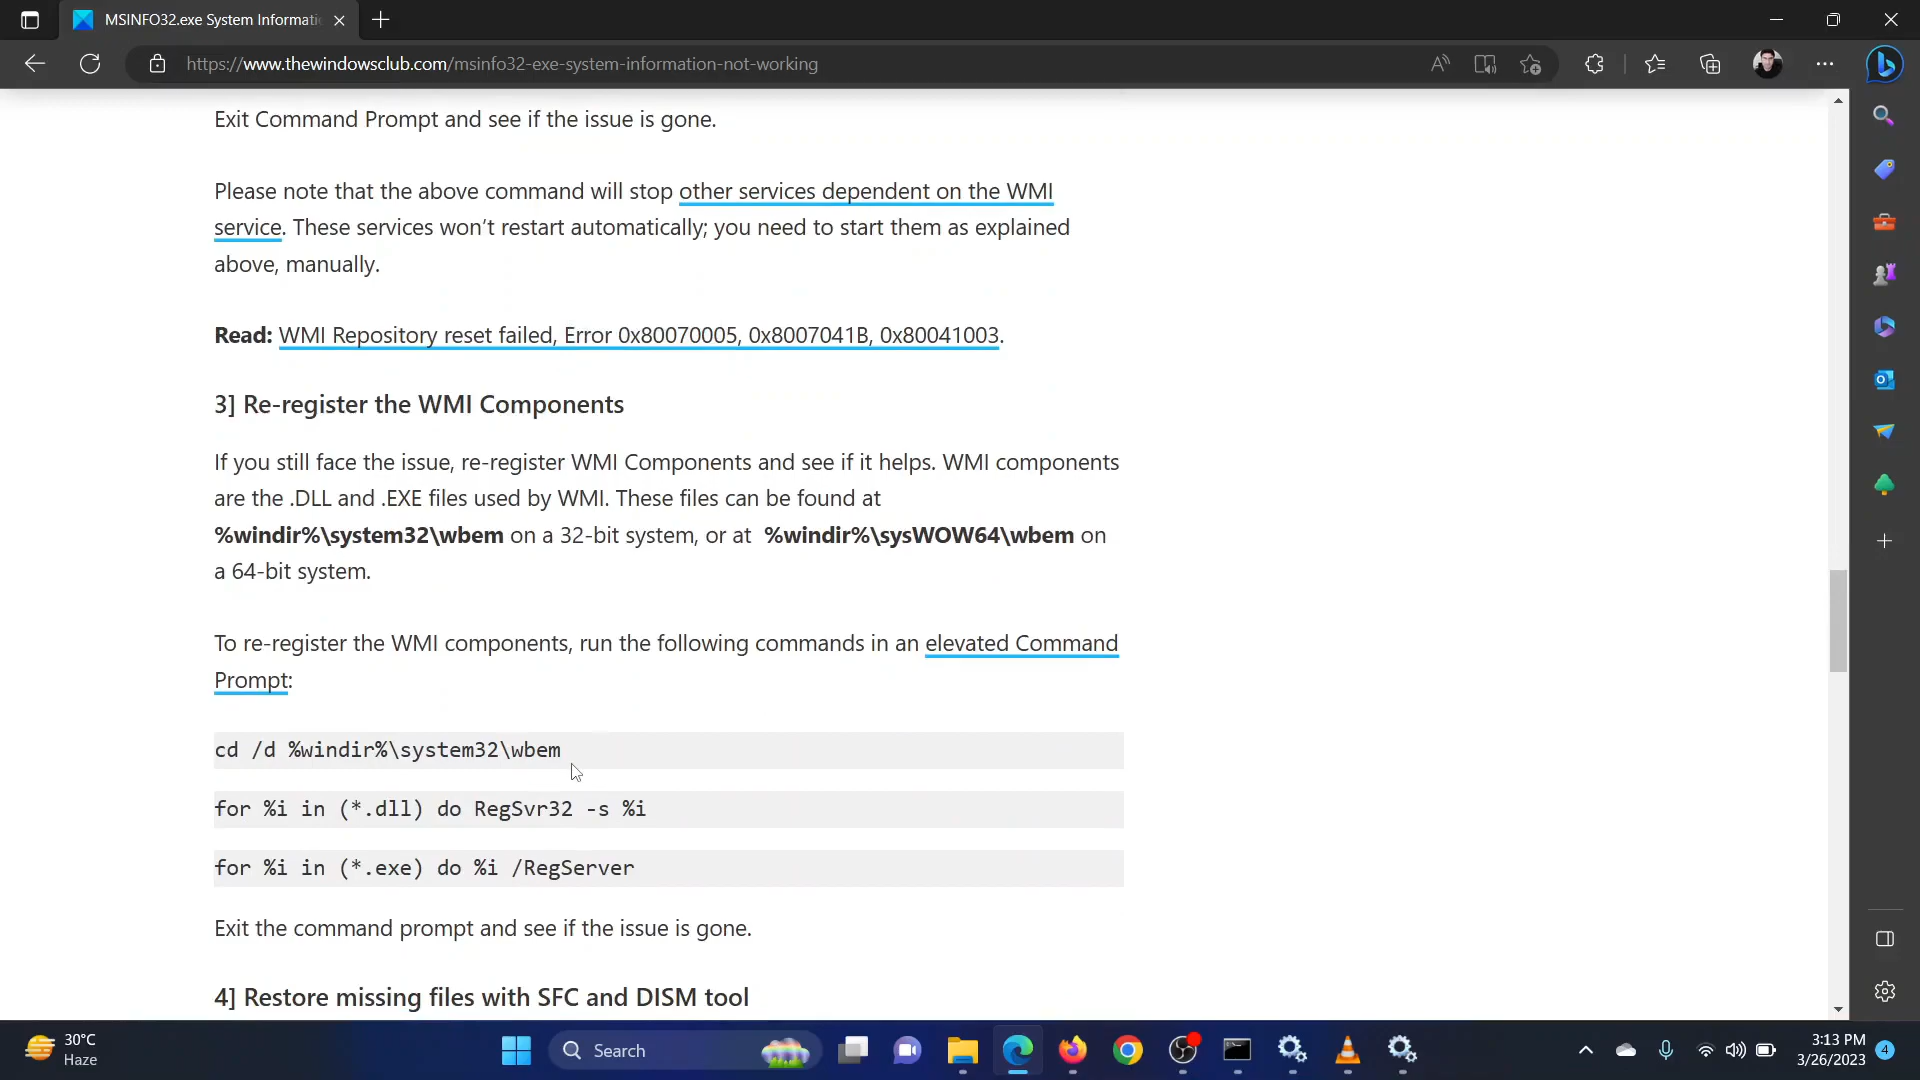 MSINFO32.exe System Informatio
https://www.thewindowsclub.com/msinfo32-exe-system-information-not-working
Exit Command Prompt and see if the issue is gone.
Please note that the above command will stop other services dependent on the WMI
service. These services won’t restart automatically; you need to start them as explained
above, manually.
Read: WMI Repository reset failed, Error 0x80070005, 0x8007041B, 0x80041003.
3] Re-register the WMI Components
If you still face the issue, re-register WMI Components and see if it helps. WMI components
are the .DLL and .EXE files used by WMI. These files can be found at
%windir%\system32\wbem on a 32-bit system, or at %windir%\sysWOW64\wbem on
a 64-bit system.
To re-register the WMI components, run the following commands in an elevated Command
Prompt:
cd /d %windir%\system32\wbem
for %i in (*.dll) do RegSvr32 -s %i
for %i in (*.exe) do %i /RegServer
Exit the command prompt and see if the issue is gone.
4] Restore missing files with SFC and DISM tool
30°C
Haze
Search
3:13 PM
3/26/2023
4